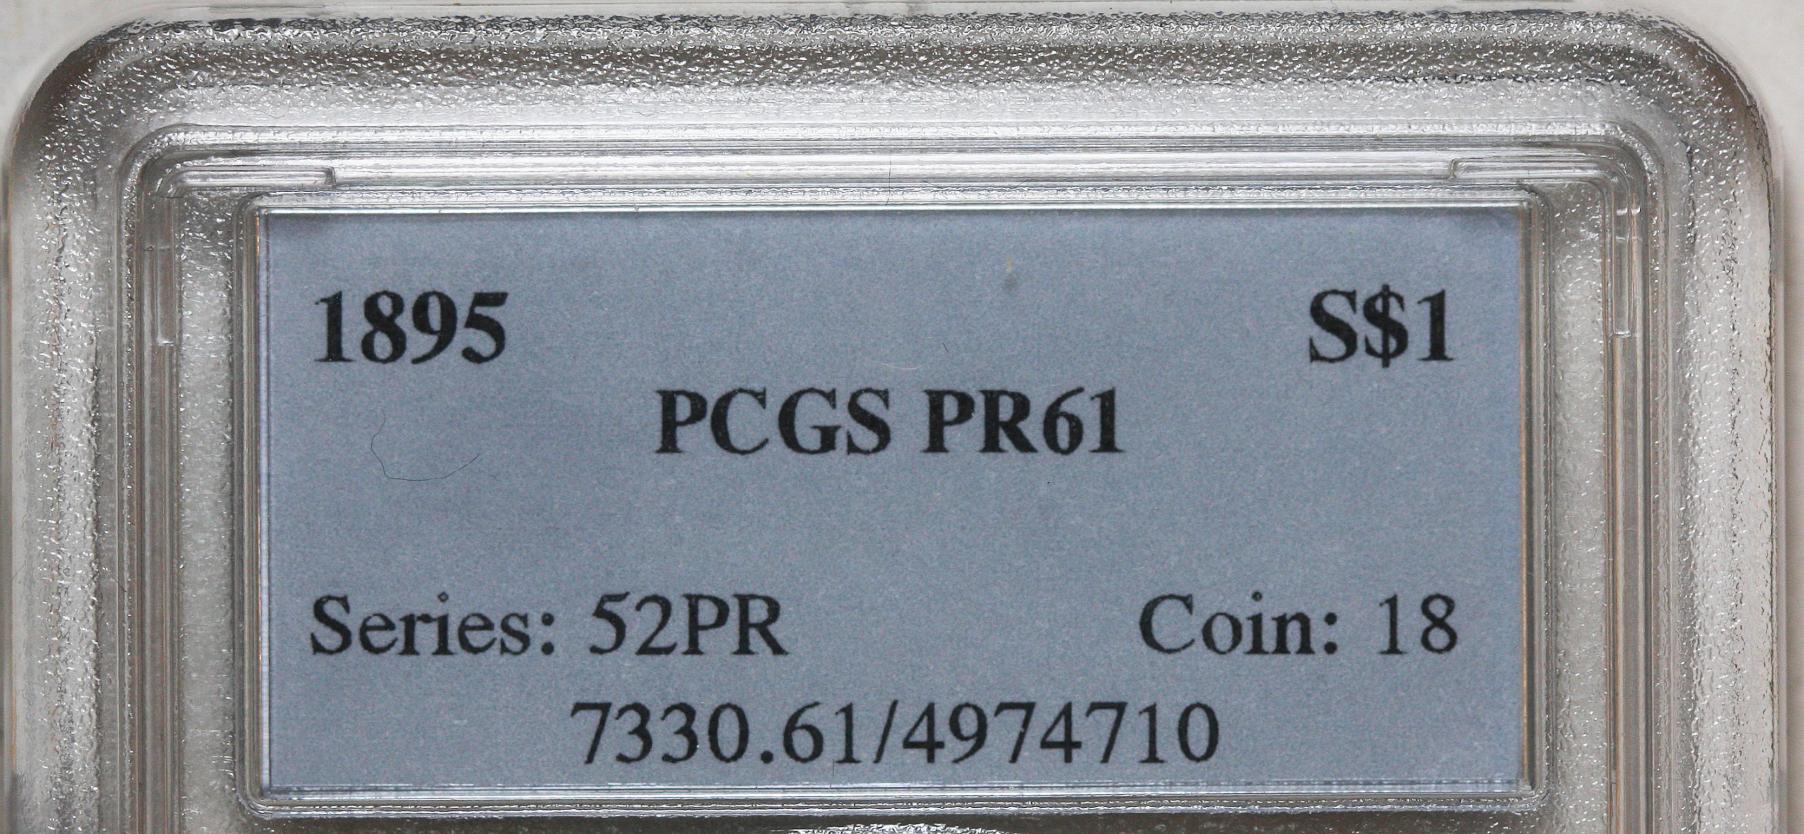 1895 S$1
PCGS PR61
Series: 52PR Coin: 18
7330.61/4974710